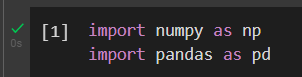 [1] import numpy as np
import pandas as pd
0s